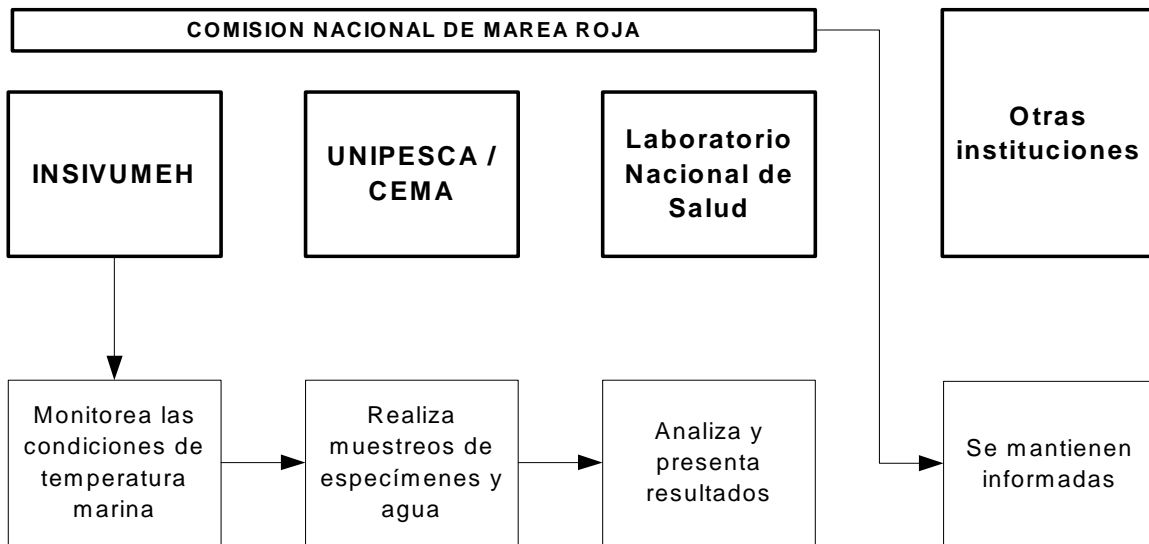 COMISION NACIONAL DE MAREA ROJA
INSIVUMEH
UNIPESCA /
CEMA
Laboratorio
Nacional de
Salud
Otras
instituciones
Monitorea las
condiciones de
temperatura
marina
Realiza
muestreos de
especímenes y
agua
Analiza y
presenta
resultados
Se mantienen
informadas